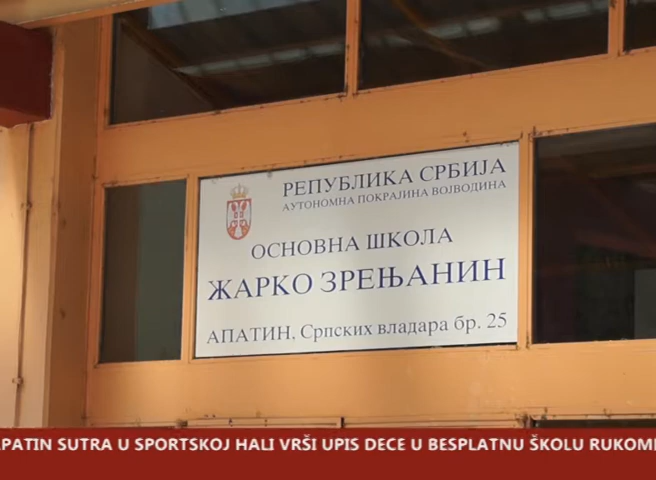 РЕПУБЛИКА СРБИЈА
АУТОНОМНА ПОКРАЈИНА ВОЈВОДИНА
ОСНОВНА ШКОЛА
ЖАРКО ЗРЕЊАНИН
АПАТИН, Српских владара бр. 25
SUTRA U SPORTSKOJ HALI VRŠI UPIS DECE U BESPLATNU ŠKOLU